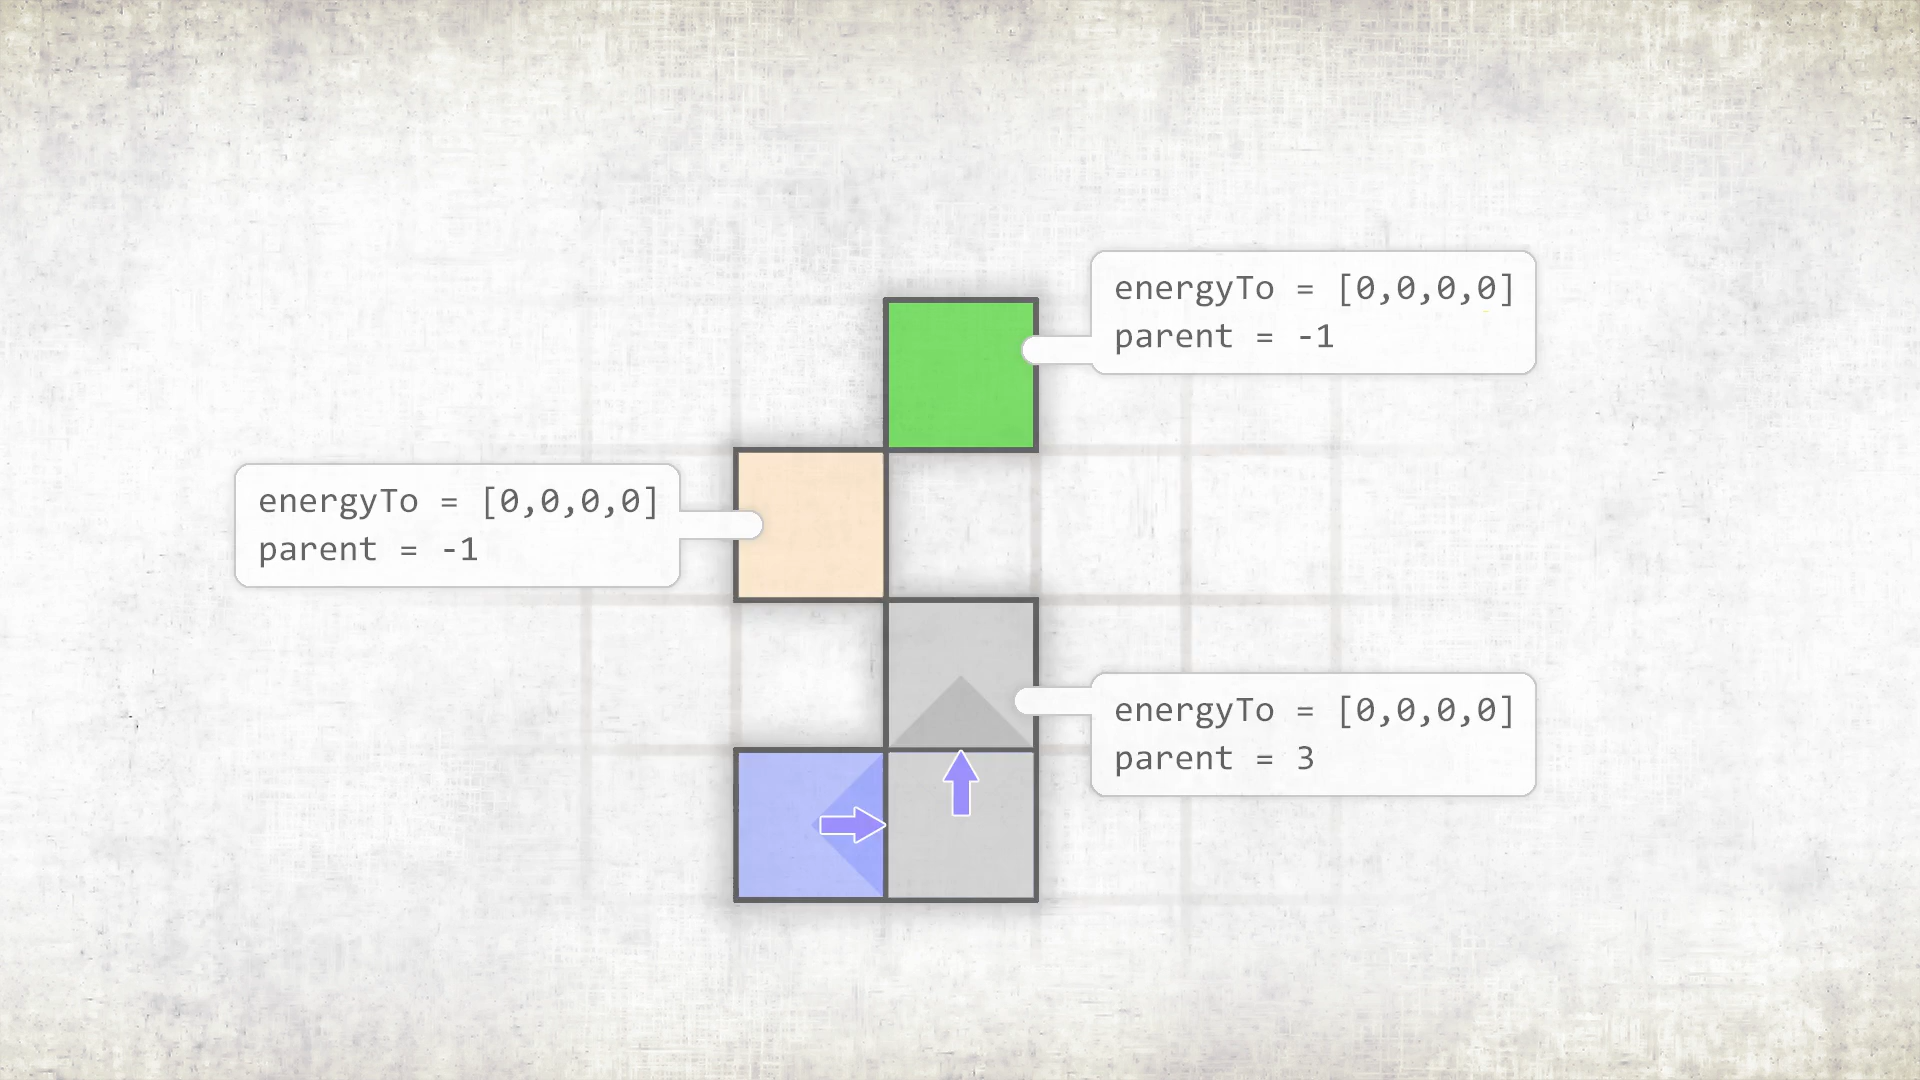 energyTo = [0,0,0,0]
parent = -1
energyTo = [0,0,0,0]
parent = -1
energyTo = [0,0,0,0]
parent = 3